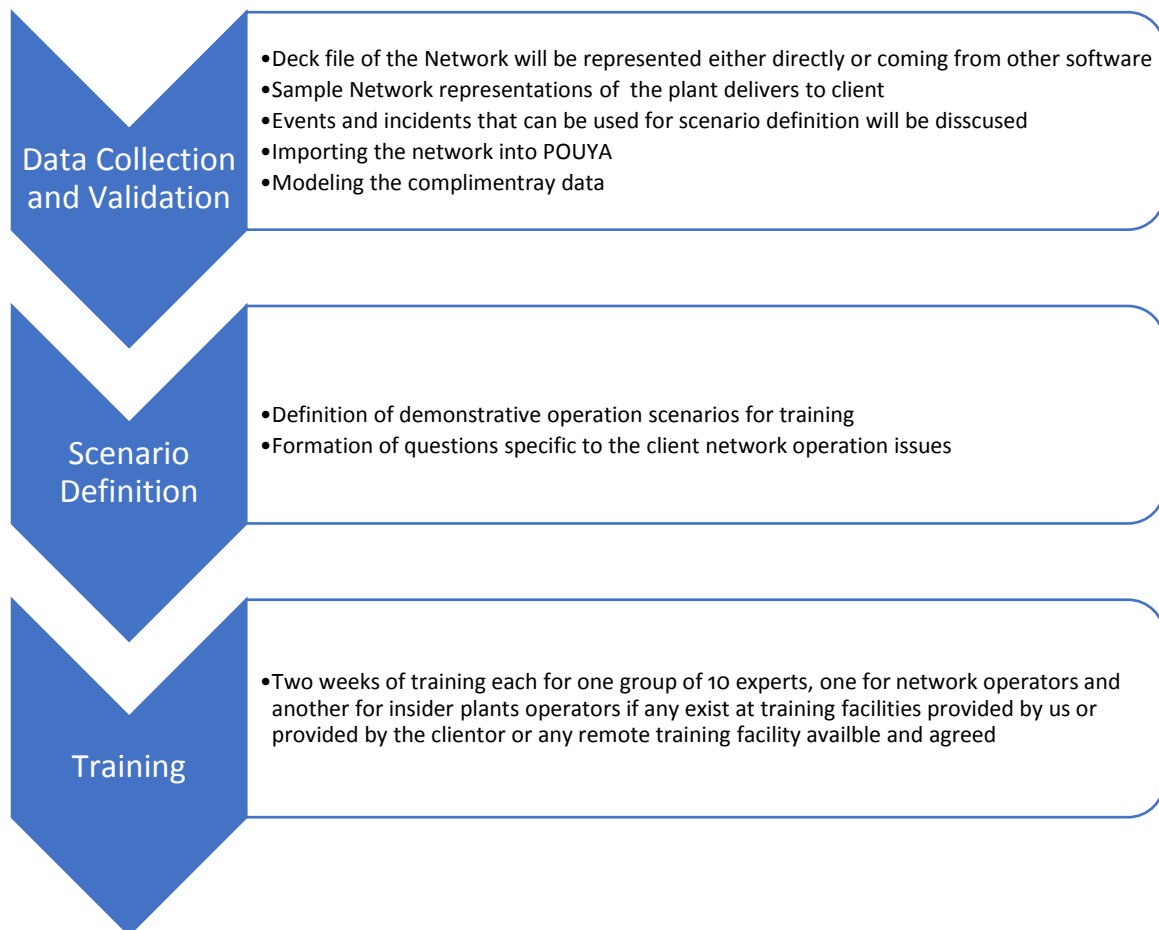 Data Collection
and Validation
•Deck file of the Network will be represented either directly or coming from other software
•Sample Network representations of the plant delivers to client
•Events and incidents that can be used for scenario definition will be disscused
•Importing the network into POUYA
•Modeling the complimentray data
Scenario
Definition
•Definition of demonstrative operation scenarios for training
•Formation of questions specific to the client network operation issues
Training
•Two weeks of training each for one group of 10 experts, one for network operators and
another for insider plants operators if any exist at training facilities provided by us or
provided by the clientor or any remote training facility availble and agreed